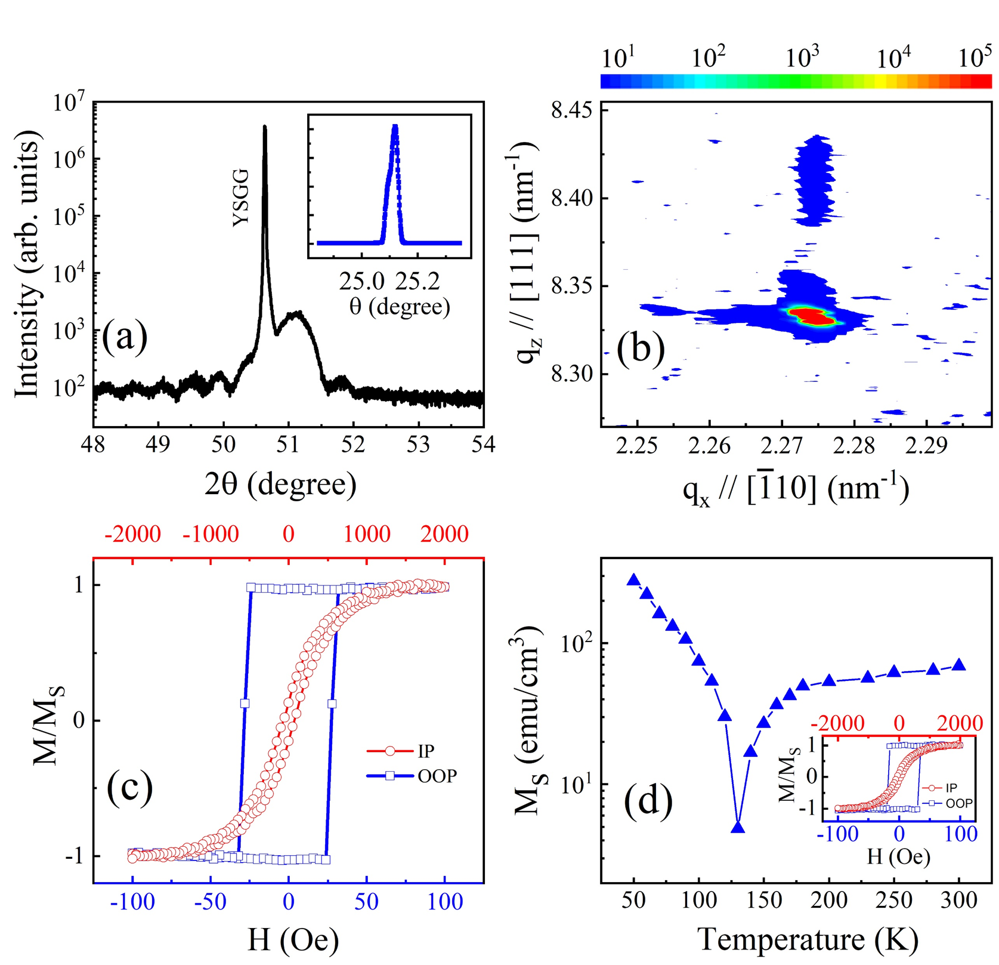 10^1 10^2 10^3 10^4 10^5
10^7
10^6
10^5
10^4
10^3
10^2
Intensity (arb. units)
YSGG
(a)
25.0 25.2
θ (degree)
48 49 50 51 52 53 54
2θ (degree)
8.45
8.40
8.35
8.30
q_z // [111] (nm^-1)
(b)
2.25 2.26 2.27 2.28 2.29
q_x // [1̅10] (nm^-1)
-2000 -1000 0 1000 2000
1
0
-1
M/M_S
(c)
IP
OOP
-100 -50 0 50 100
H (Oe)
10^2
10^1
M_S (emu/cm^3)
(d)
-2000 0 2000
1
0
-1
M/M_S
IP
OOP
-100 0 100
H (Oe)
50 100 150 200 250 300
Temperature (K)